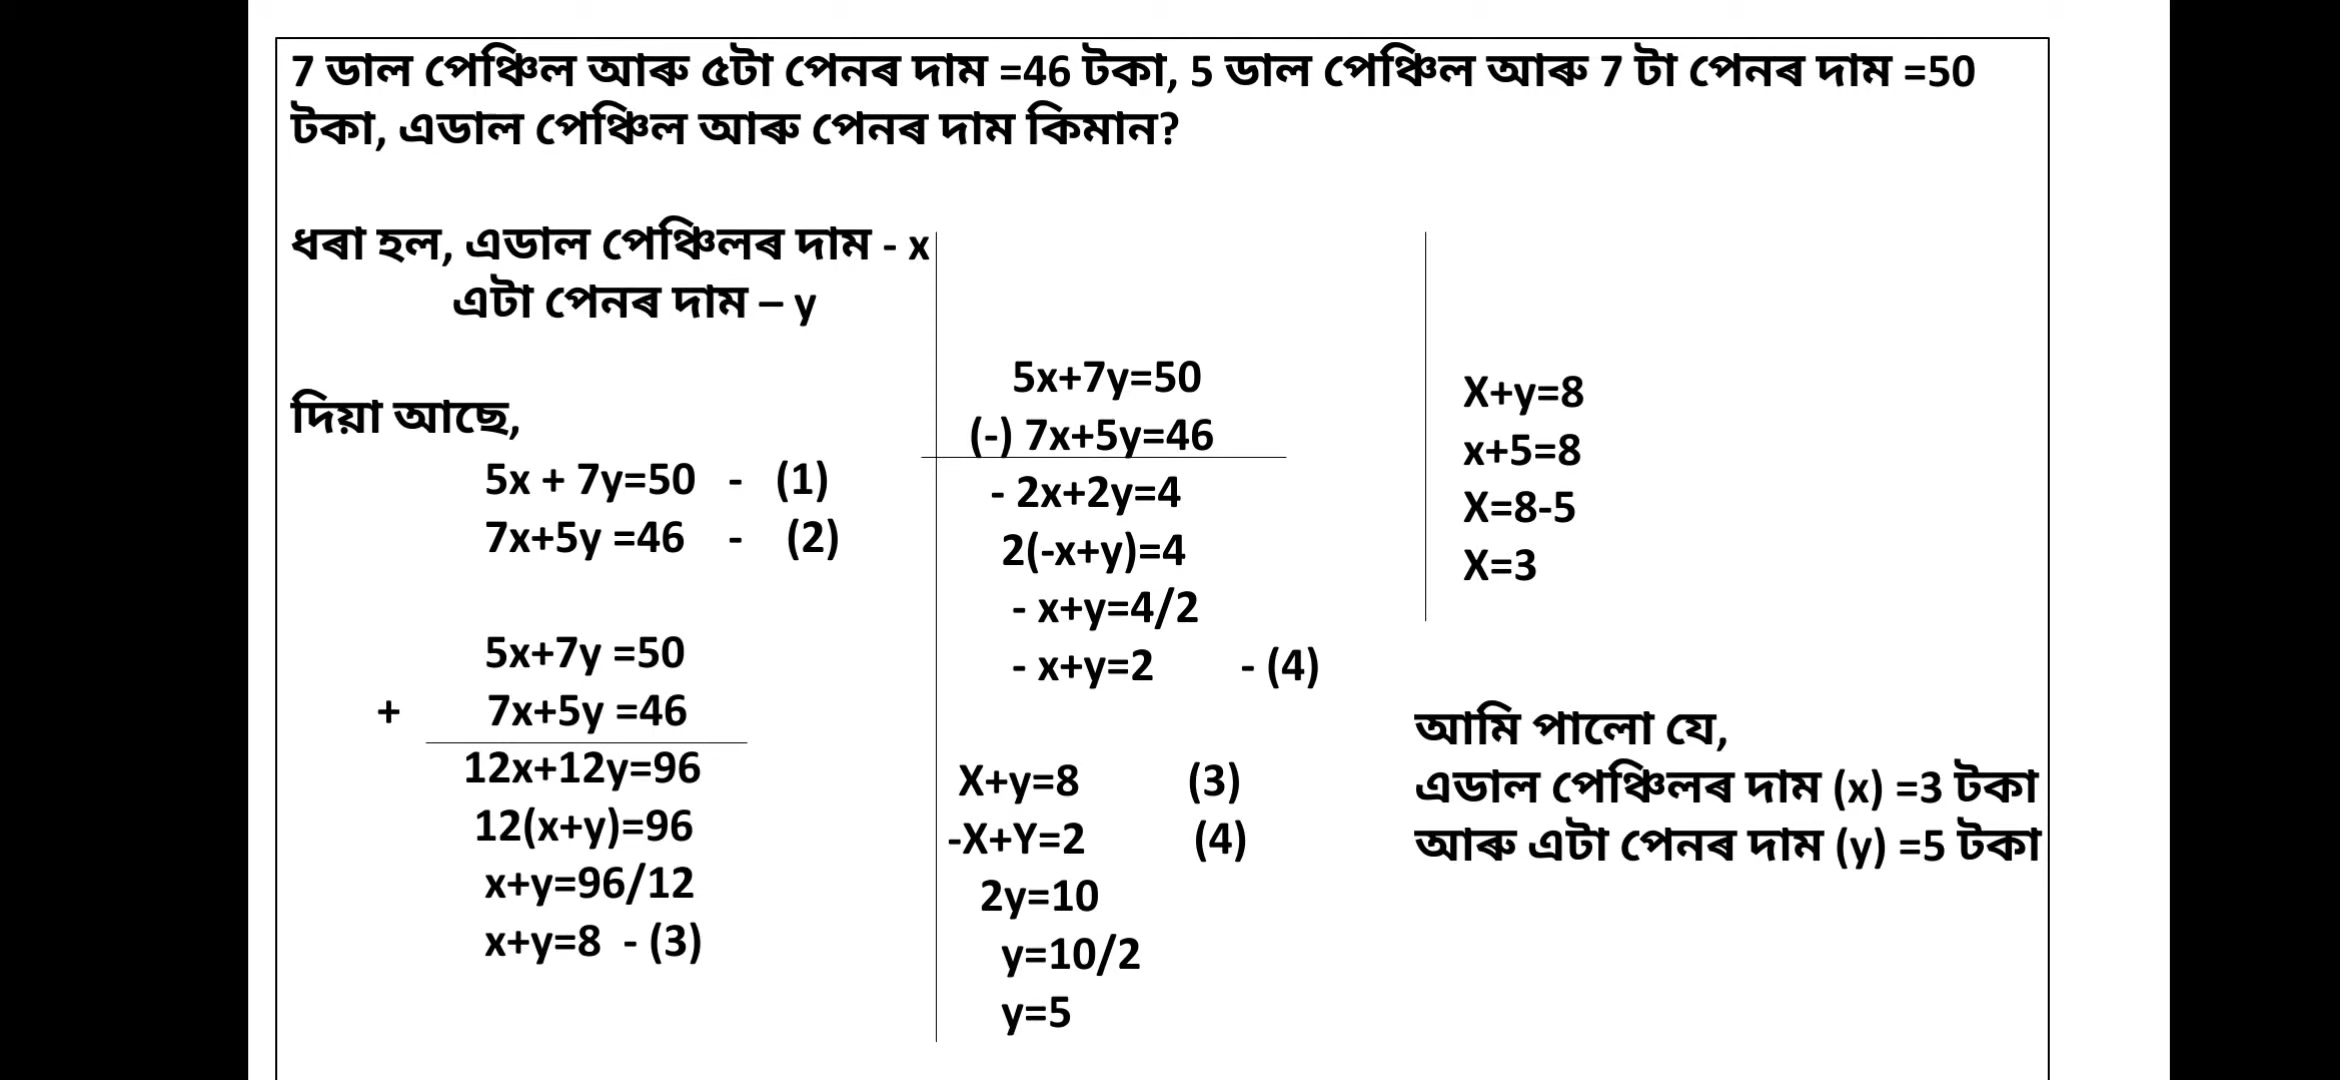 7 ডাল পেঞ্চিল আৰু ৫টা পেনৰ দাম =46 টকা, 5 ডাল পেঞ্চিল আৰু 7 টা পেনৰ দাম =50
টকা, এডাল পেঞ্চিল আৰু পেনৰ দাম কিমান?
ধৰা হল, এডাল পেঞ্চিলৰ দাম - x
এটা পেনৰ দাম – y
দিয়া আছে,
5x + 7y=50 - (1)
7x+5y =46 - (2)
5x+7y =50
+ 7x+5y =46
12x+12y=96
12(x+y)=96
x+y=96/12
x+y=8 - (3)
5x+7y=50
(-) 7x+5y=46
- 2x+2y=4
2(-x+y)=4
- x+y=4/2
- x+y=2 - (4)
X+y=8 (3)
-X+Y=2 (4)
2y=10
y=10/2
y=5
X+y=8
x+5=8
X=8-5
X=3
আমি পালো যে,
এডাল পেঞ্চিলৰ দাম (x) =3 টকা
আৰু এটা পেনৰ দাম (y) =5 টকা